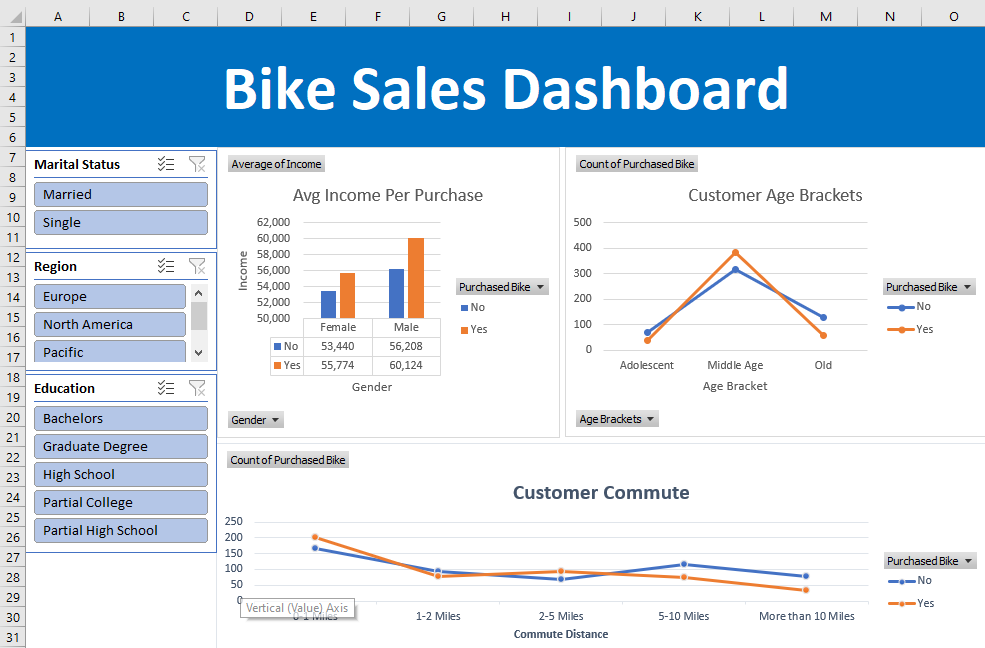 A B C D E F G H I J K L M N O
1
2
3
4
5
6
7
8
9
10
11
12
13
14
15
16
17
18
19
20
21
22
23
24
25
26
27
28
29
30
31
Bike Sales Dashboard
Marital Status
Married
Single
Region
Europe
North America
Pacific
Education
Bachelors
Graduate Degree
High School
Partial College
Partial High School
Average of Income
Avg Income Per Purchase
Income
62,000
60,000
58,000
56,000
54,000
52,000
50,000
Female Male
No 53,440 56,208
Yes 55,774 60,124
Gender
Purchased Bike
No
Yes
Gender
Count of Purchased Bike
Customer Age Brackets
500
400
300
200
100
0
Adolescent Middle Age Old
Age Bracket
Purchased Bike
No
Yes
Age Brackets
Count of Purchased Bike
Customer Commute
250
200
150
100
50
0
Vertical (Value) Axis
0-1 Miles 1-2 Miles 2-5 Miles 5-10 Miles More than 10 Miles
Commute Distance
Purchased Bike
No
Yes